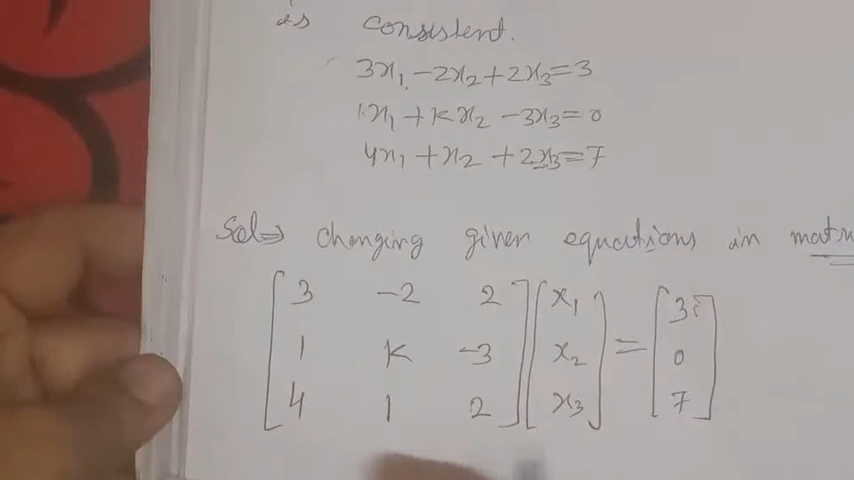 is consistent.
3x₁ - 2x₂ + 2x₃ = 3
1x₁ + Kx₂ - 3x₃ = 0
4x₁ + x₂ + 2x₃ = 7
Sol ⇒ changing given equations in
[3 -2 2] [x₁] = [3]
[1 K -3] [x₂] = [0]
[4 1 2] [x₃] = [7]